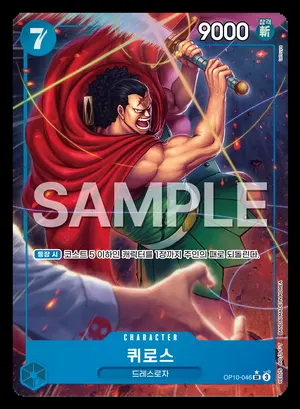 7
9000
참격
斬
SAMPLE
등장 시 코스트 5 이하인 캐릭터를 1장까지 주인의 패로 되돌린다.
CHARACTER
퀴로스
드레스로자
OP10-046
3